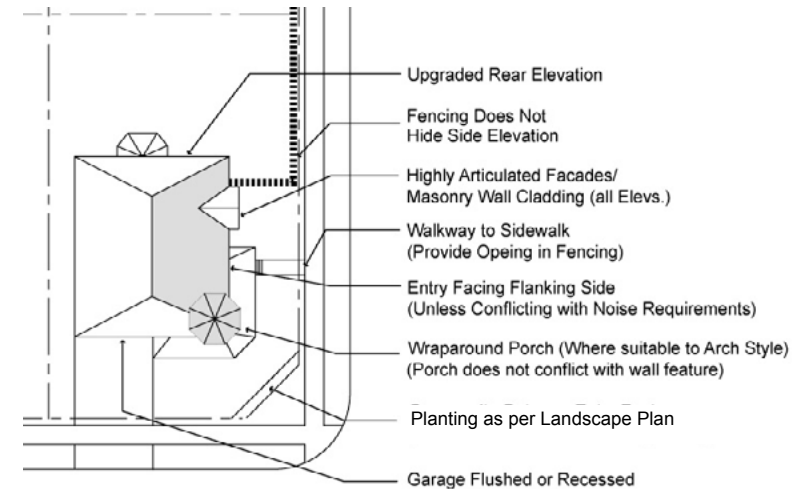 Upgraded Rear Elevation
Fencing Does Not
Hide Side Elevation
Highly Articulated Facades/
Masonry Wall Cladding (all Elevs.)
Walkway to Sidewalk
(Provide Opeing in Fencing)
Entry Facing Flanking Side
(Unless Conflicting with Noise Requirements)
Wraparound Porch (Where suitable to Arch Style)
(Porch does not conflict with wall feature)
Planting as per Landscape Plan
Garage Flushed or Recessed